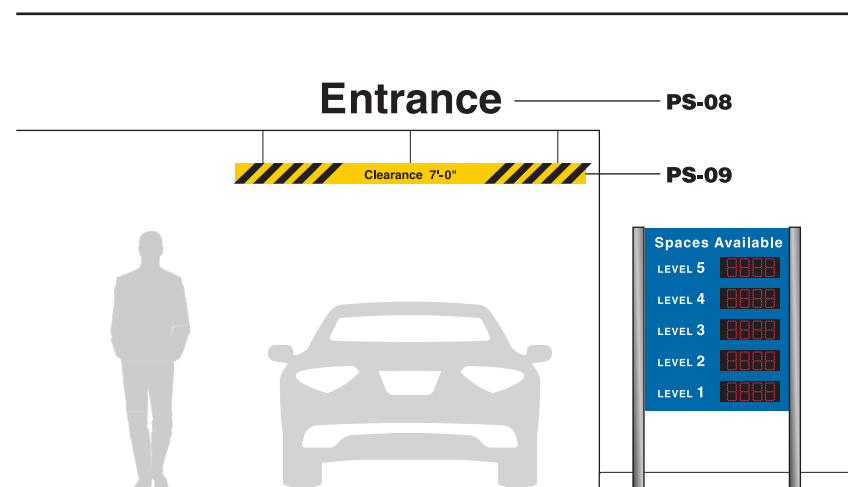 Entrance
PS-08
Clearance 7'-0"
PS-09
Spaces Available
LEVEL 5
LEVEL 4
LEVEL 3
LEVEL 2
LEVEL 1